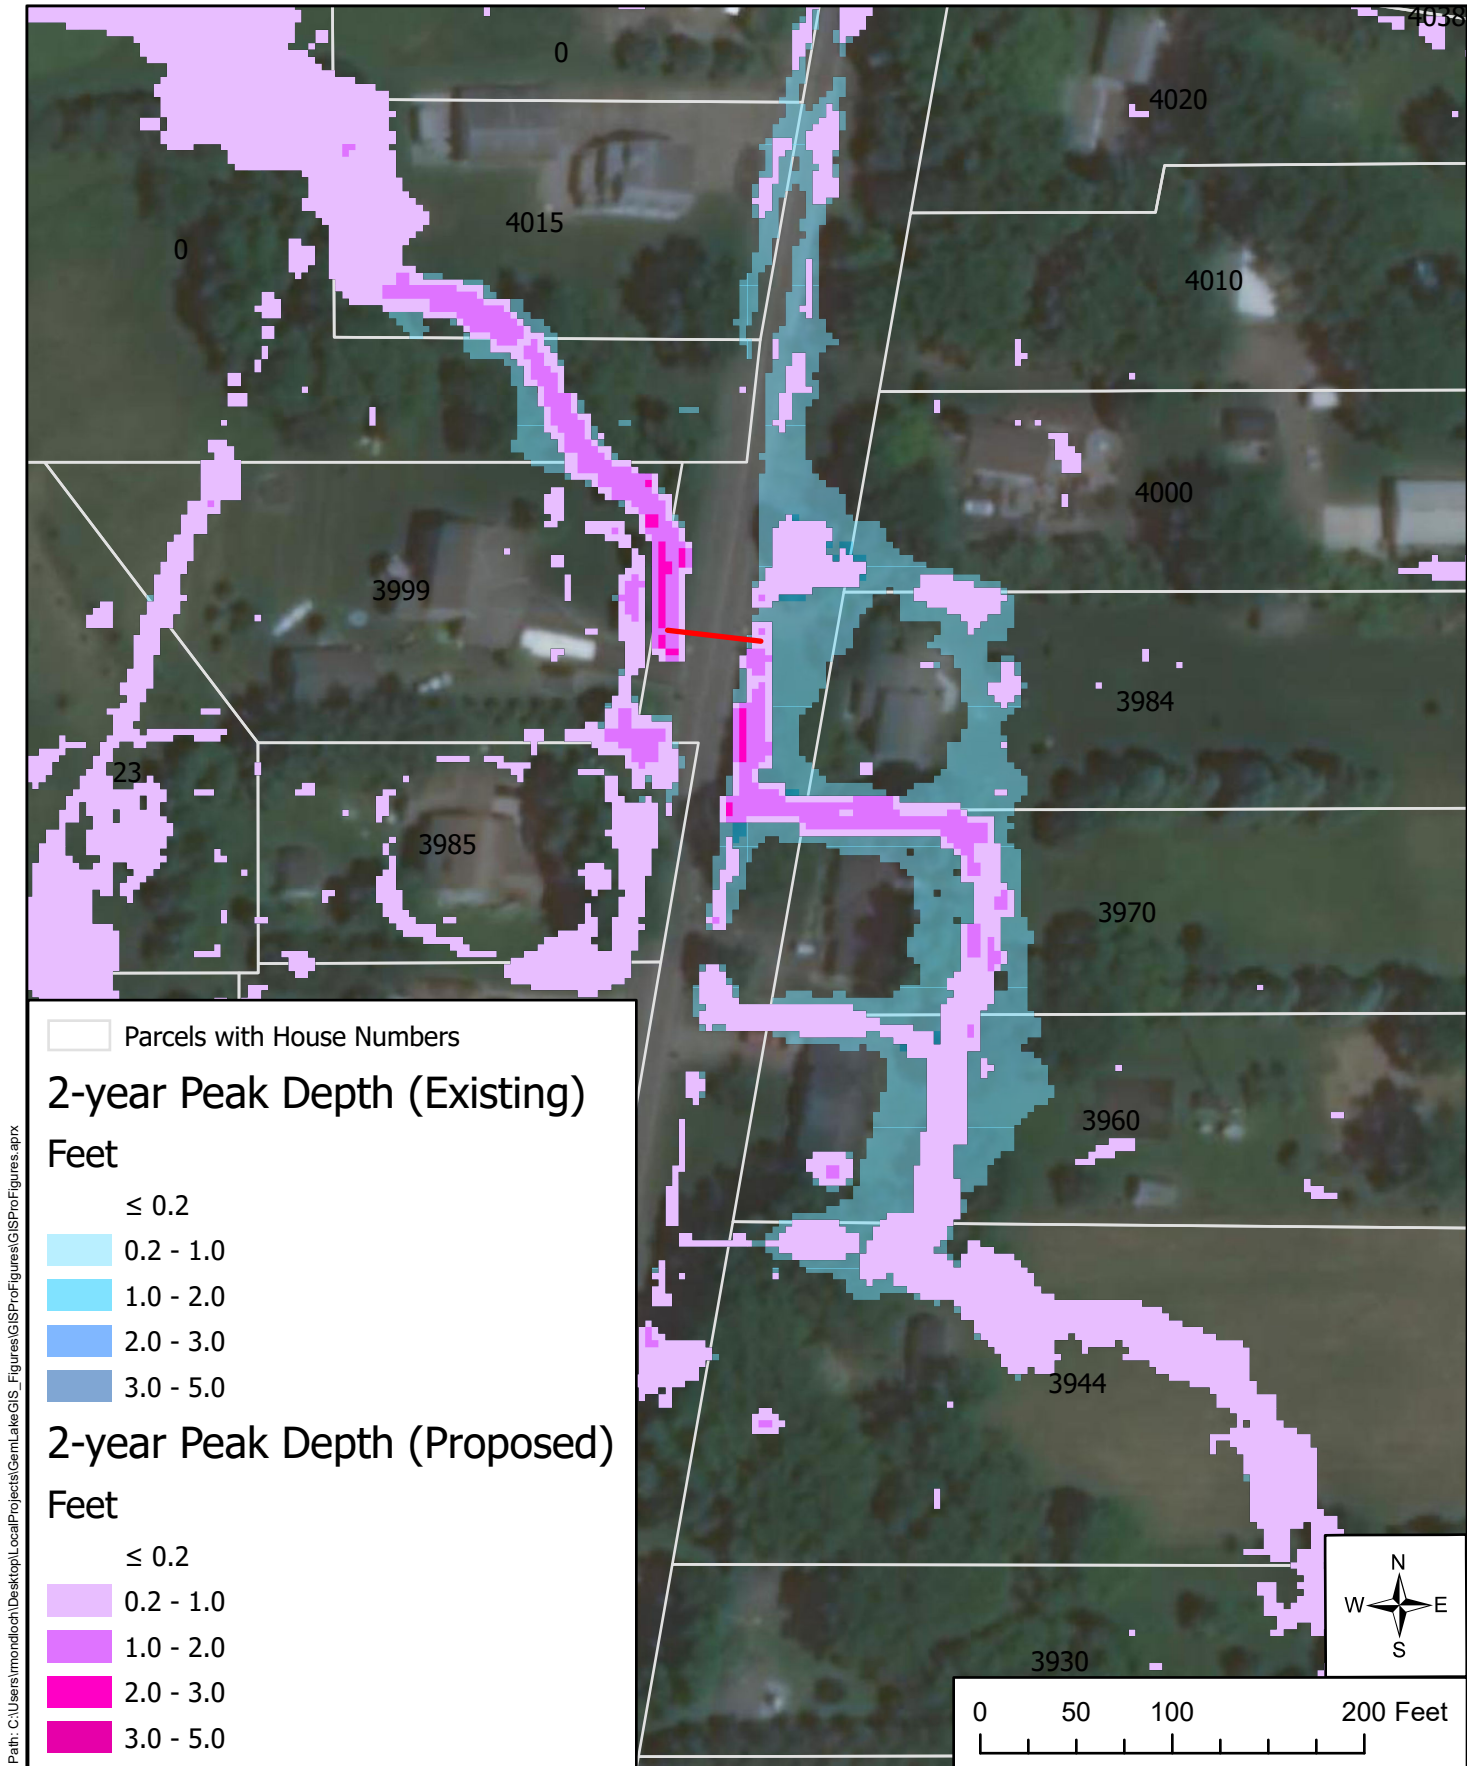 4038
0
4020
4015
0
4010
4000
3999
3984
23
3985
3970
3960
3944
3930
Parcels with House Numbers
2-year Peak Depth (Existing)
Feet
≤ 0.2
0.2 - 1.0
1.0 - 2.0
2.0 - 3.0
3.0 - 5.0
2-year Peak Depth (Proposed)
Feet
≤ 0.2
0.2 - 1.0
1.0 - 2.0
2.0 - 3.0
3.0 - 5.0
N
W E
S
0 50 100 200 Feet
Path: C:\Users\rmondloch\Desktop\LocalProjects\GemLakeGIS_Figures\GISProFigures\GISProFigures.aprx